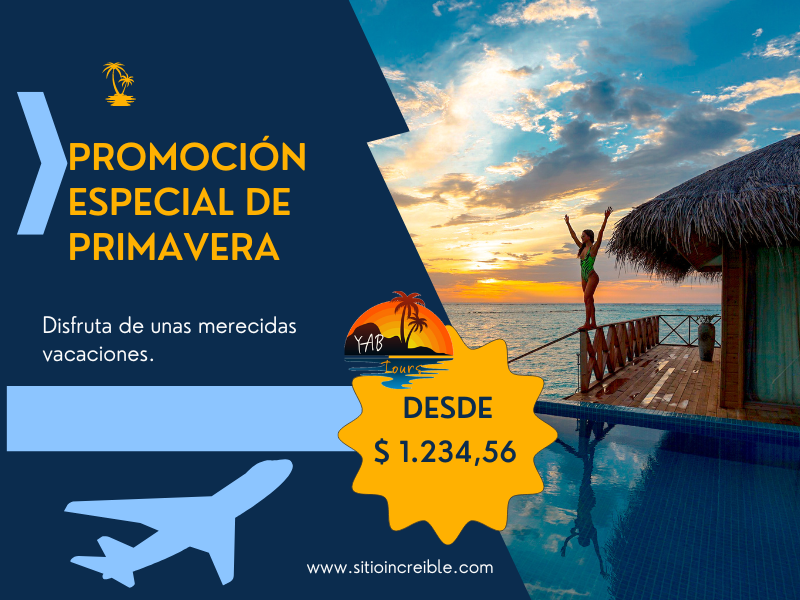 PROMOCIÓN
ESPECIAL DE
PRIMAVERA
Disfruta de unas merecidas
vacaciones.
YAB
Tours
DESDE
$ 1.234,56
www.sitioincreible.com